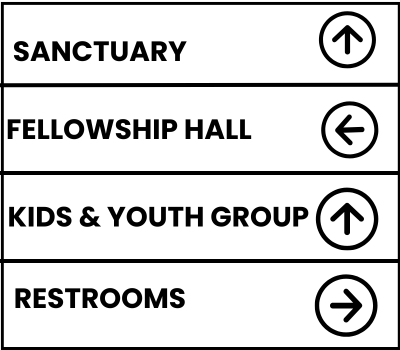 SANCTUARY
FELLOWSHIP HALL
KIDS & YOUTH GROUP
RESTROOMS